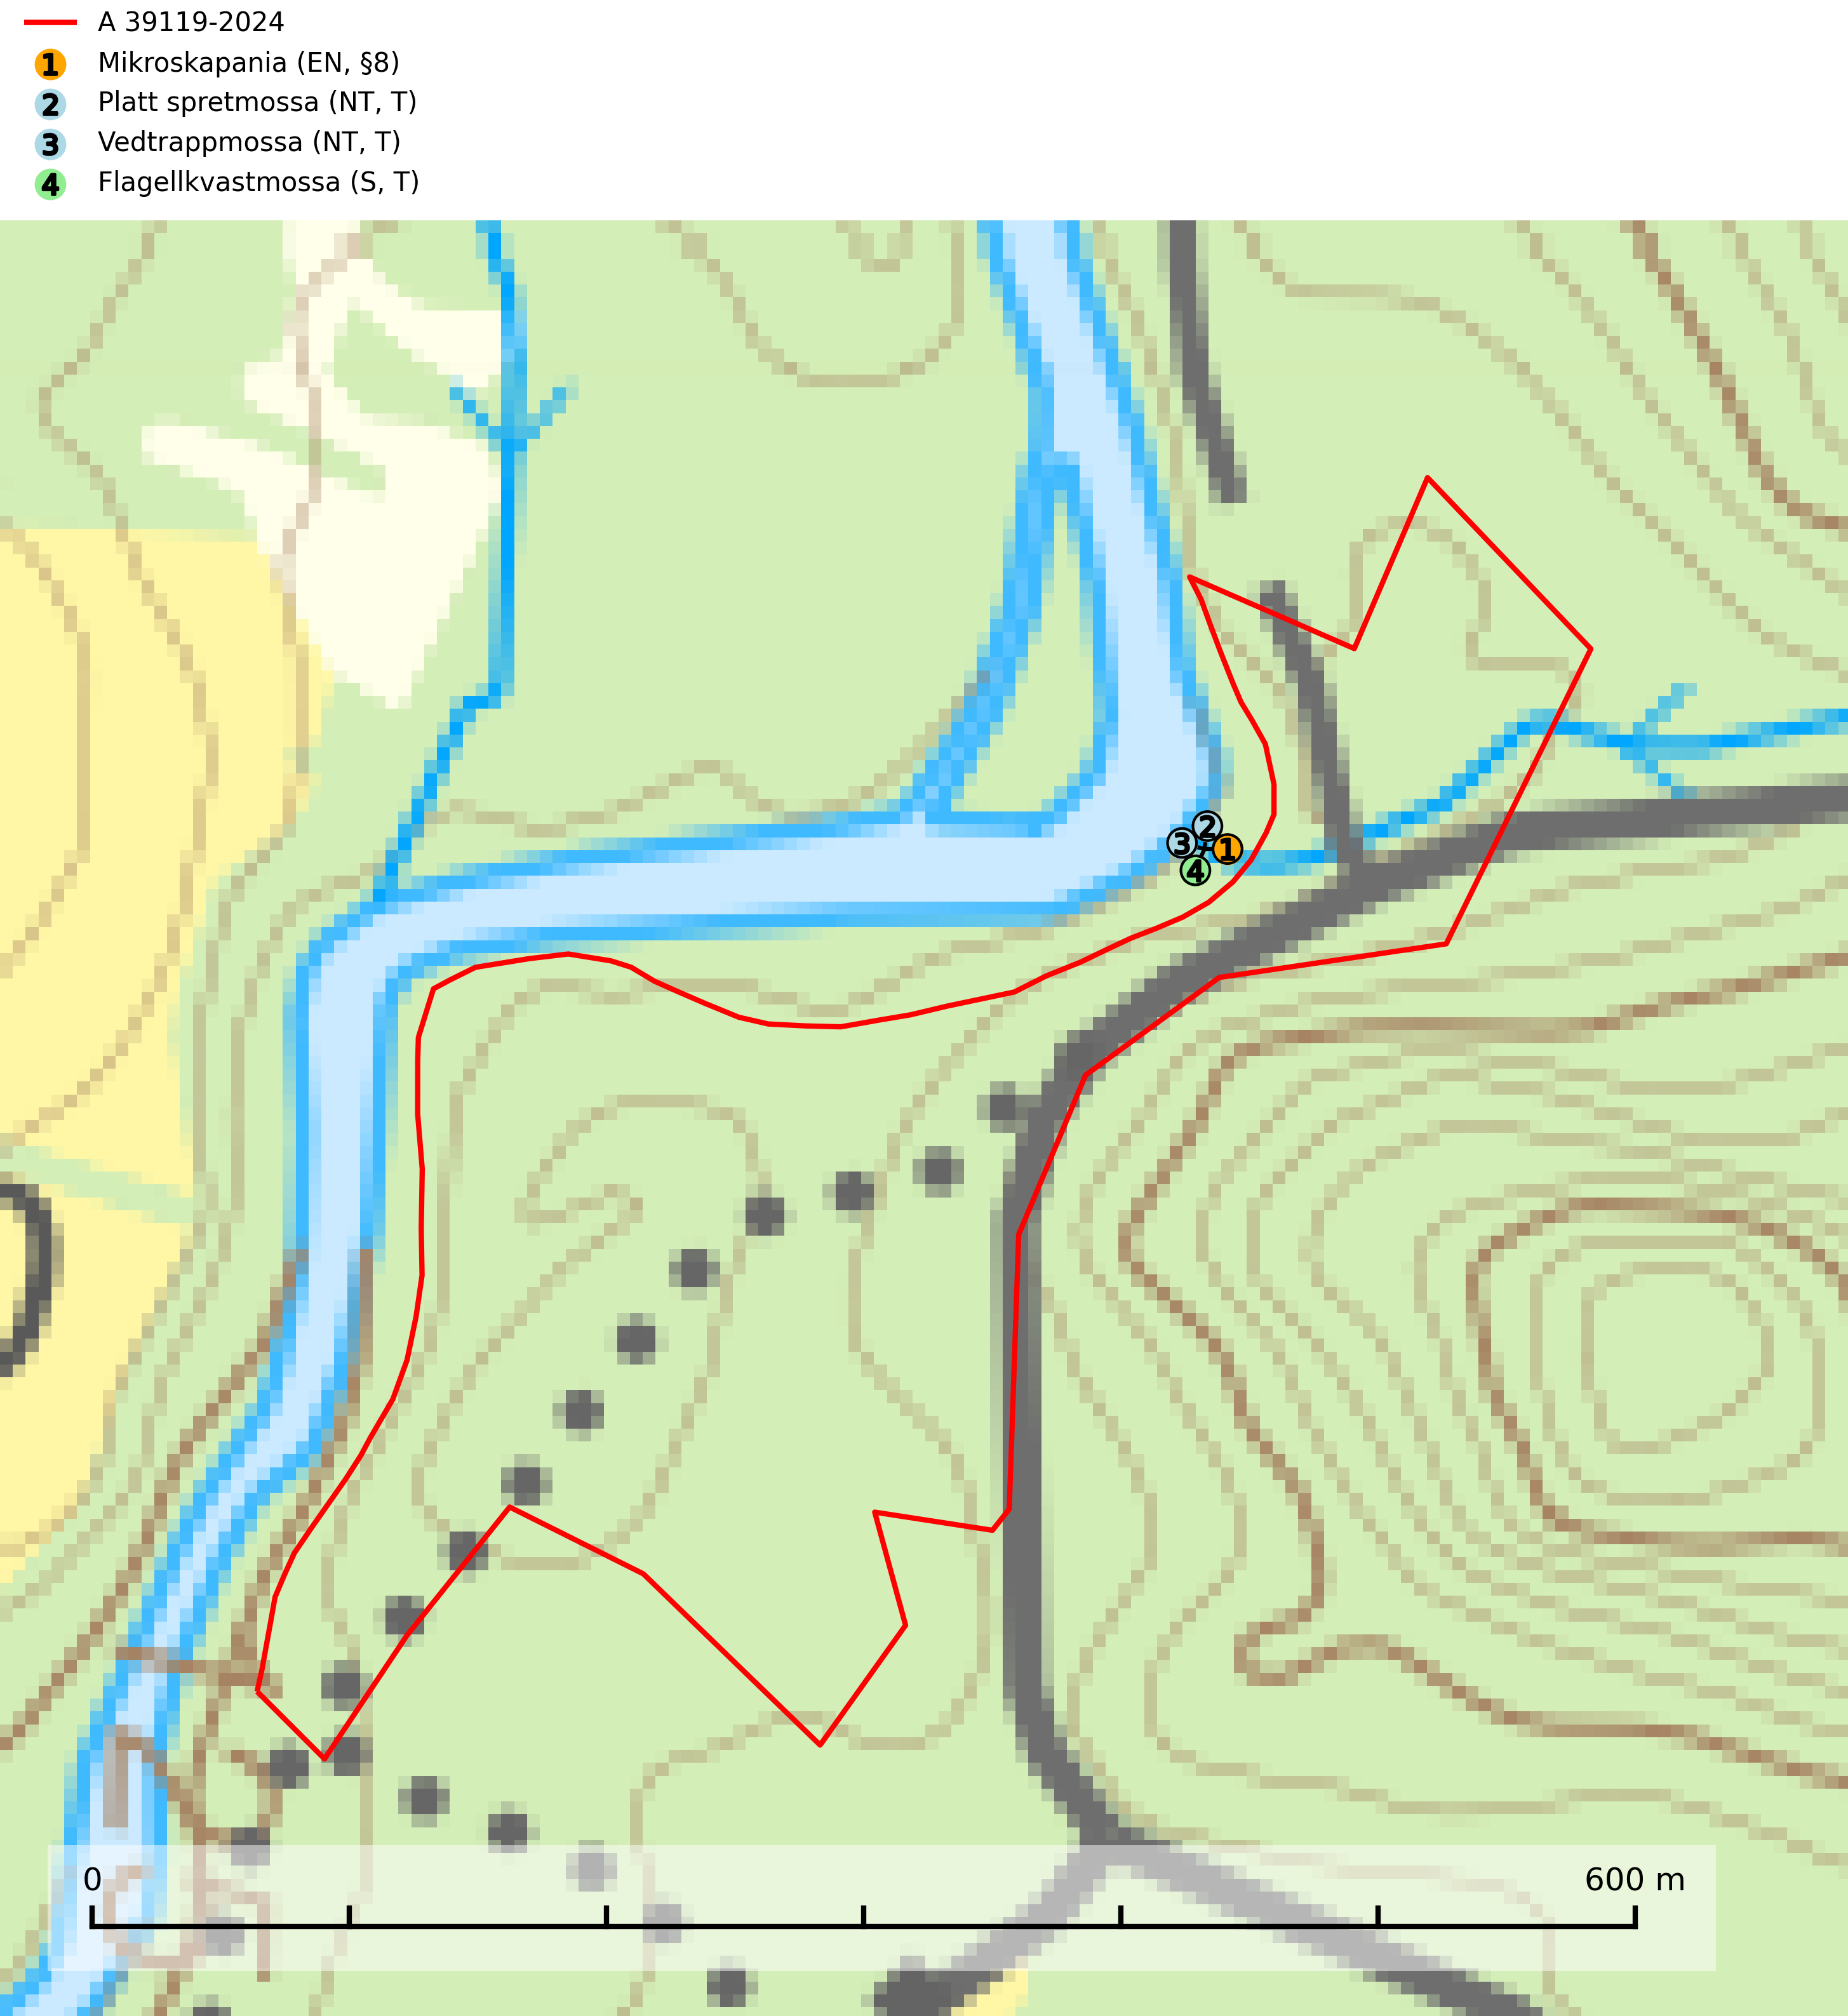 A 39119-2024
1 Mikroskapania (EN, §8)
2 Platt spretmossa (NT, T)
3 Vedtrappmossa (NT, T)
4 Flagellkvastmossa (S, T)
2
3 1
4
0 600 m